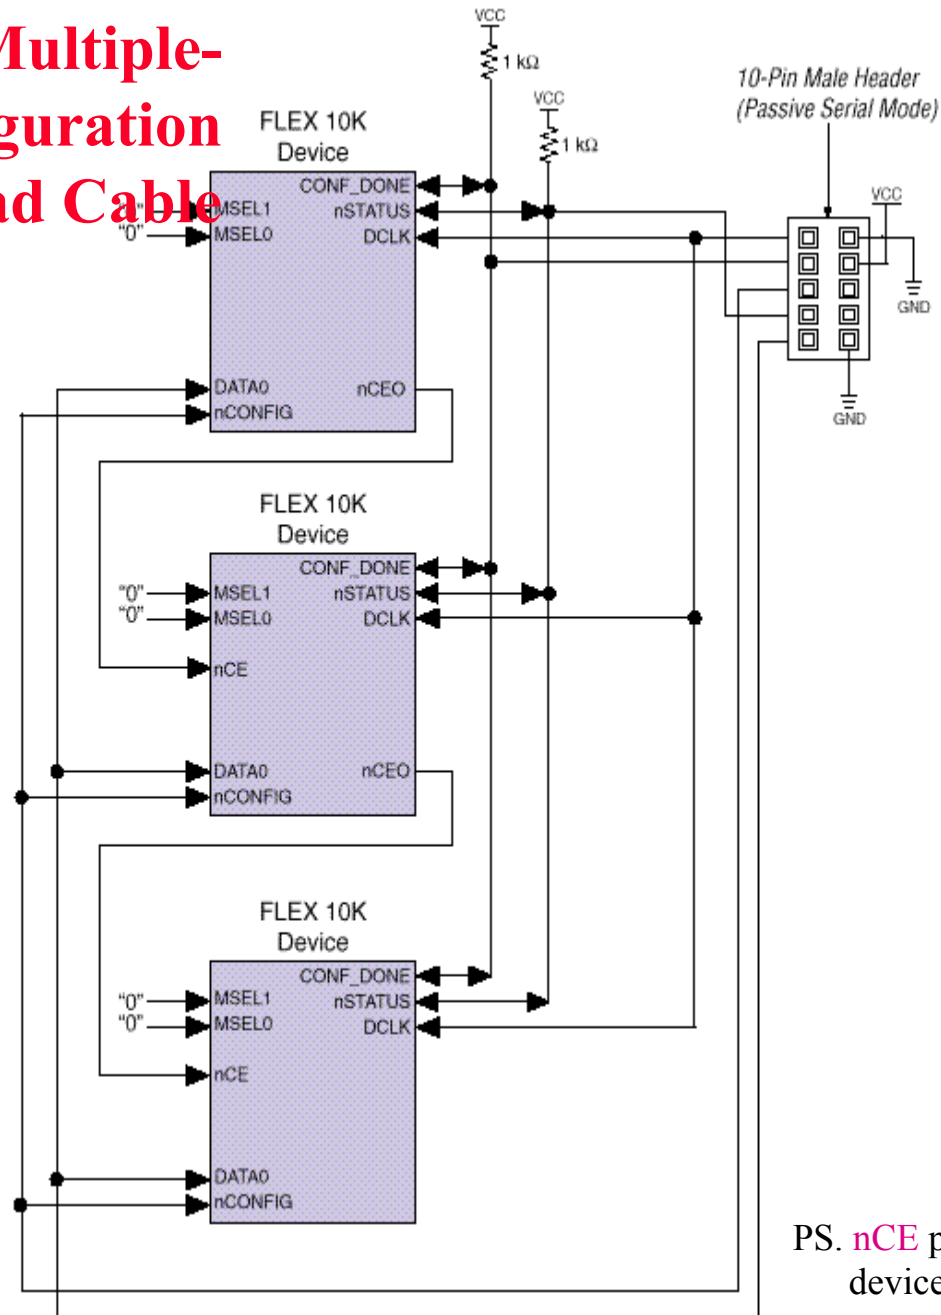 Multiple-
guration
ad Cable
VCC
1 kΩ
VCC
1 kΩ
10-Pin Male Header
(Passive Serial Mode)
VCC
GND
GND
FLEX 10K
Device
CONF_DONE
MSEL1
nSTATUS
"0"
MSEL0
DCLK
DATA0
nCEO
nCONFIG
FLEX 10K
Device
CONF_DONE
"0"
MSEL1
nSTATUS
"0"
MSEL0
DCLK
nCE
DATA0
nCEO
nCONFIG
FLEX 10K
Device
CONF_DONE
"0"
MSEL1
nSTATUS
"0"
MSEL0
DCLK
nCE
DATA0
nCONFIG
PS. nCE p
device